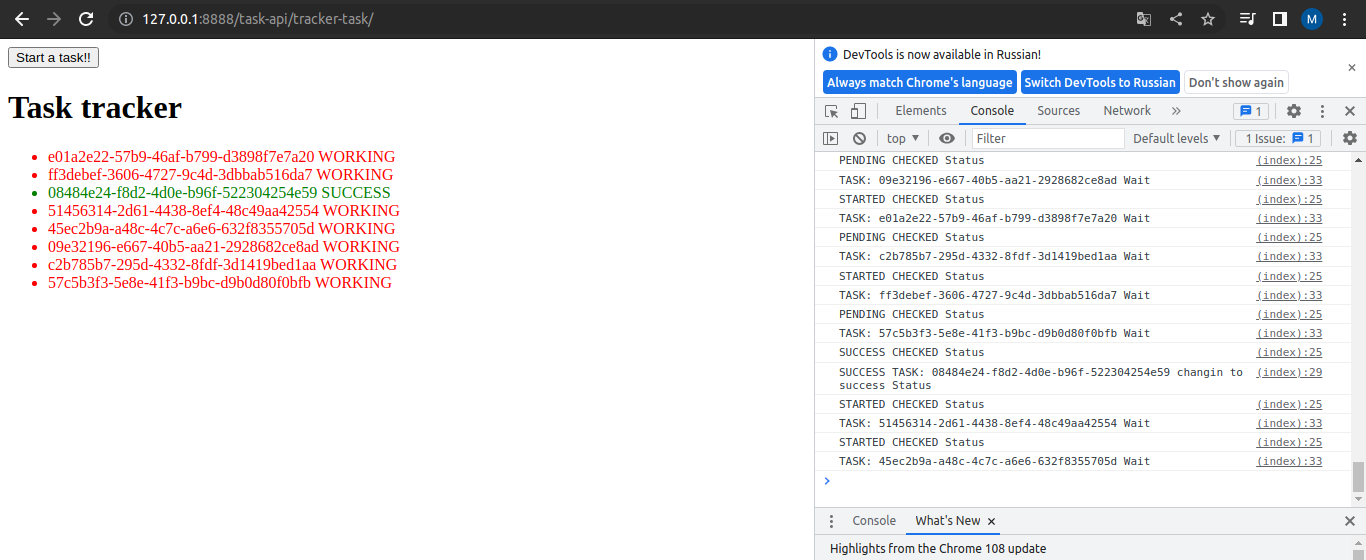 127.0.0.1:8888/task-api/tracker-task/
M
Start a task!!
Task tracker
e01a2e22-57b9-46af-b799-d3898f7e7a20 WORKING
ff3debef-3606-4727-9c4d-3dbbab516da7 WORKING
08484e24-f8d2-4d0e-b96f-522304254e59 SUCCESS
51456314-2d61-4438-8ef4-48c49aa42554 WORKING
45ec2b9a-a48c-4c7c-a6e6-632f8355705d WORKING
09e32196-e667-40b5-aa21-2928682ce8ad WORKING
c2b785b7-295d-4332-8fdf-3d1419bed1aa WORKING
57c5b3f3-5e8e-41f3-b9bc-d9b0d80f0bfb WORKING
DevTools is now available in Russian!
Always match Chrome's language Switch DevTools to Russian Don't show again
Elements Console Sources Network 1
top Filter Default levels 1 Issue: 1
PENDING CHECKED Status (index):25
TASK: 09e32196-e667-40b5-aa21-2928682ce8ad Wait (index):33
STARTED CHECKED Status (index):25
TASK: e01a2e22-57b9-46af-b799-d3898f7e7a20 Wait (index):33
PENDING CHECKED Status (index):25
TASK: c2b785b7-295d-4332-8fdf-3d1419bed1aa Wait (index):33
STARTED CHECKED Status (index):25
TASK: ff3debef-3606-4727-9c4d-3dbbab516da7 Wait (index):33
PENDING CHECKED Status (index):25
TASK: 57c5b3f3-5e8e-41f3-b9bc-d9b0d80f0bfb Wait (index):33
SUCCESS CHECKED Status (index):25
SUCCESS TASK: 08484e24-f8d2-4d0e-b96f-522304254e59 changin to (index):29
success Status
STARTED CHECKED Status (index):25
TASK: 51456314-2d61-4438-8ef4-48c49aa42554 Wait (index):33
STARTED CHECKED Status (index):25
TASK: 45ec2b9a-a48c-4c7c-a6e6-632f8355705d Wait (index):33
Console What's New
Highlights from the Chrome 108 update